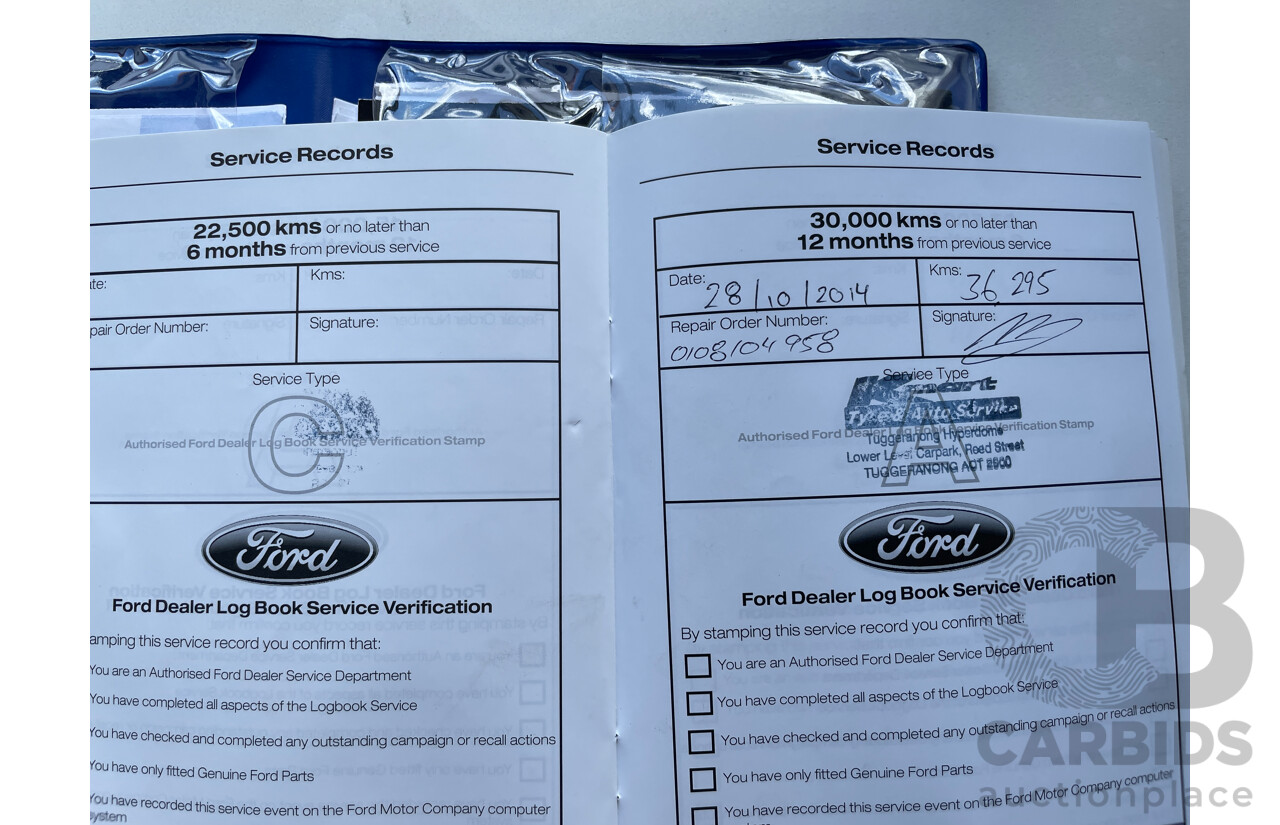 Service Records
22,500 kms or no later than
6 months from previous service
te:
Kms:
pair Order Number:
Signature:
Service Type
C
Authorised Ford Dealer Log Book Service Verification Stamp
Ford
Ford Dealer Log Book Service Verification
amping this service record you confirm that:
You are an Authorised Ford Dealer Service Department
You have completed all aspects of the Logbook Service
You have checked and completed any outstanding campaign or recall actions
You have only fitted Genuine Ford Parts
You have recorded this service event on the Ford Motor Company computer
system
Service Records
30,000 kms or no later than
12 months from previous service
Date: 28/10/2014
Kms: 36,295
Repair Order Number:
0108104958
Signature:
Service Type
A
Tyre & Auto Service
Authorised Ford Dealer Log Book Service Verification Stamp
Tuggeranong Hyperdome
Lower Level Carpark, Reed Street
TUGGERANONG ACT 2900
Ford
Ford Dealer Log Book Service Verification
By stamping this service record you confirm that:
You are an Authorised Ford Dealer Service Department
You have completed all aspects of the Logbook Service
You have checked and completed any outstanding campaign or recall actions
You have only fitted Genuine Ford Parts
You have recorded this service event on the Ford Motor Company computer
CB
CARBIDS
auctionplace